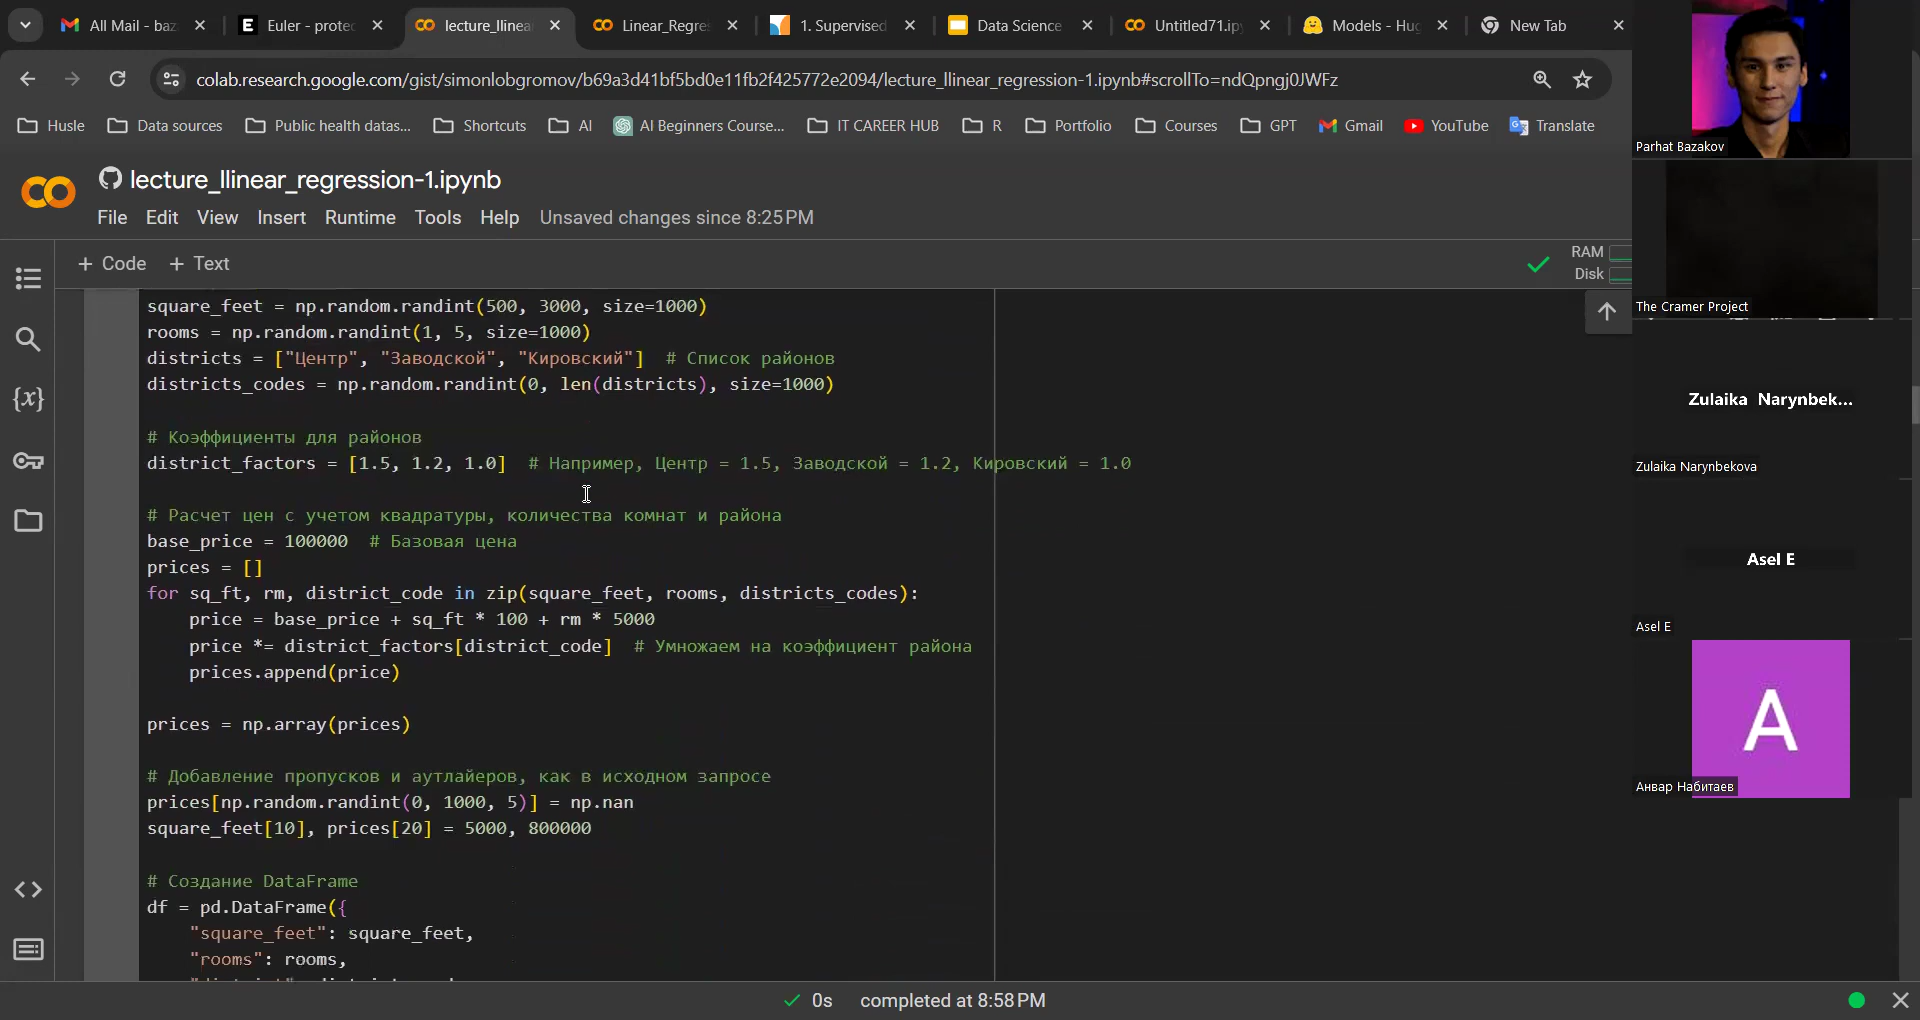 All Mail - baz
Euler - protec
lecture_llinea
Linear_Regre
1. Supervised
Data Science
Untitled71.ip
Models - Hug
New Tab
colab.research.google.com/gist/simonlobgromov/b69a3d41bf5bd0e11fb2f425772e2094/lecture_llinear_regression-1.ipynb#scrollTo=ndQpngj0JWFz
Husle
Data sources
Public health datas...
Shortcuts
AI
AI Beginners Course...
IT CAREER HUB
R
Portfolio
Courses
GPT
Gmail
YouTube
Translate
Parhat Bazakov
lecture_llinear_regression-1.ipynb
File Edit View Insert Runtime Tools Help Unsaved changes since 8:25 PM
+ Code + Text
RAM
Disk
square_feet = np.random.randint(500, 3000, size=1000)
rooms = np.random.randint(1, 5, size=1000)
districts = ["Центр", "Заводской", "Кировский"]  # Список районов
districts_codes = np.random.randint(0, len(districts), size=1000)
# Коэффициенты для районов
district_factors = [1.5, 1.2, 1.0]  # Например, Центр = 1.5, Заводской = 1.2, Кировский = 1.0
# Расчет цен с учетом квадратуры, количества комнат и района
base_price = 100000  # Базовая цена
prices = []
for sq_ft, rm, district_code in zip(square_feet, rooms, districts_codes):
    price = base_price + sq_ft * 100 + rm * 5000
    price *= district_factors[district_code]  # Умножаем на коэффициент района
    prices.append(price)
prices = np.array(prices)
# Добавление пропусков и аутлайеров, как в исходном запросе
prices[np.random.randint(0, 1000, 5)] = np.nan
square_feet[10], prices[20] = 5000, 800000
# Создание DataFrame
df = pd.DataFrame({
    "square_feet": square_feet,
    "rooms": rooms,
The Cramer Project
Zulaika Narynbek...
Zulaika Narynbekova
Asel E
Asel E
A
Анвар Набитаев
0s completed at 8:58 PM